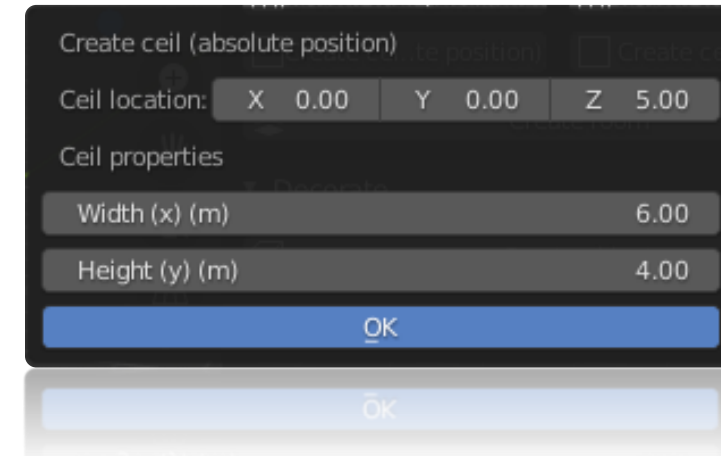 Create ceil (absolute position)
Ceil location: X 0.00 Y 0.00 Z 5.00
Ceil properties
Width (x) (m) 6.00
Height (y) (m) 4.00
OK